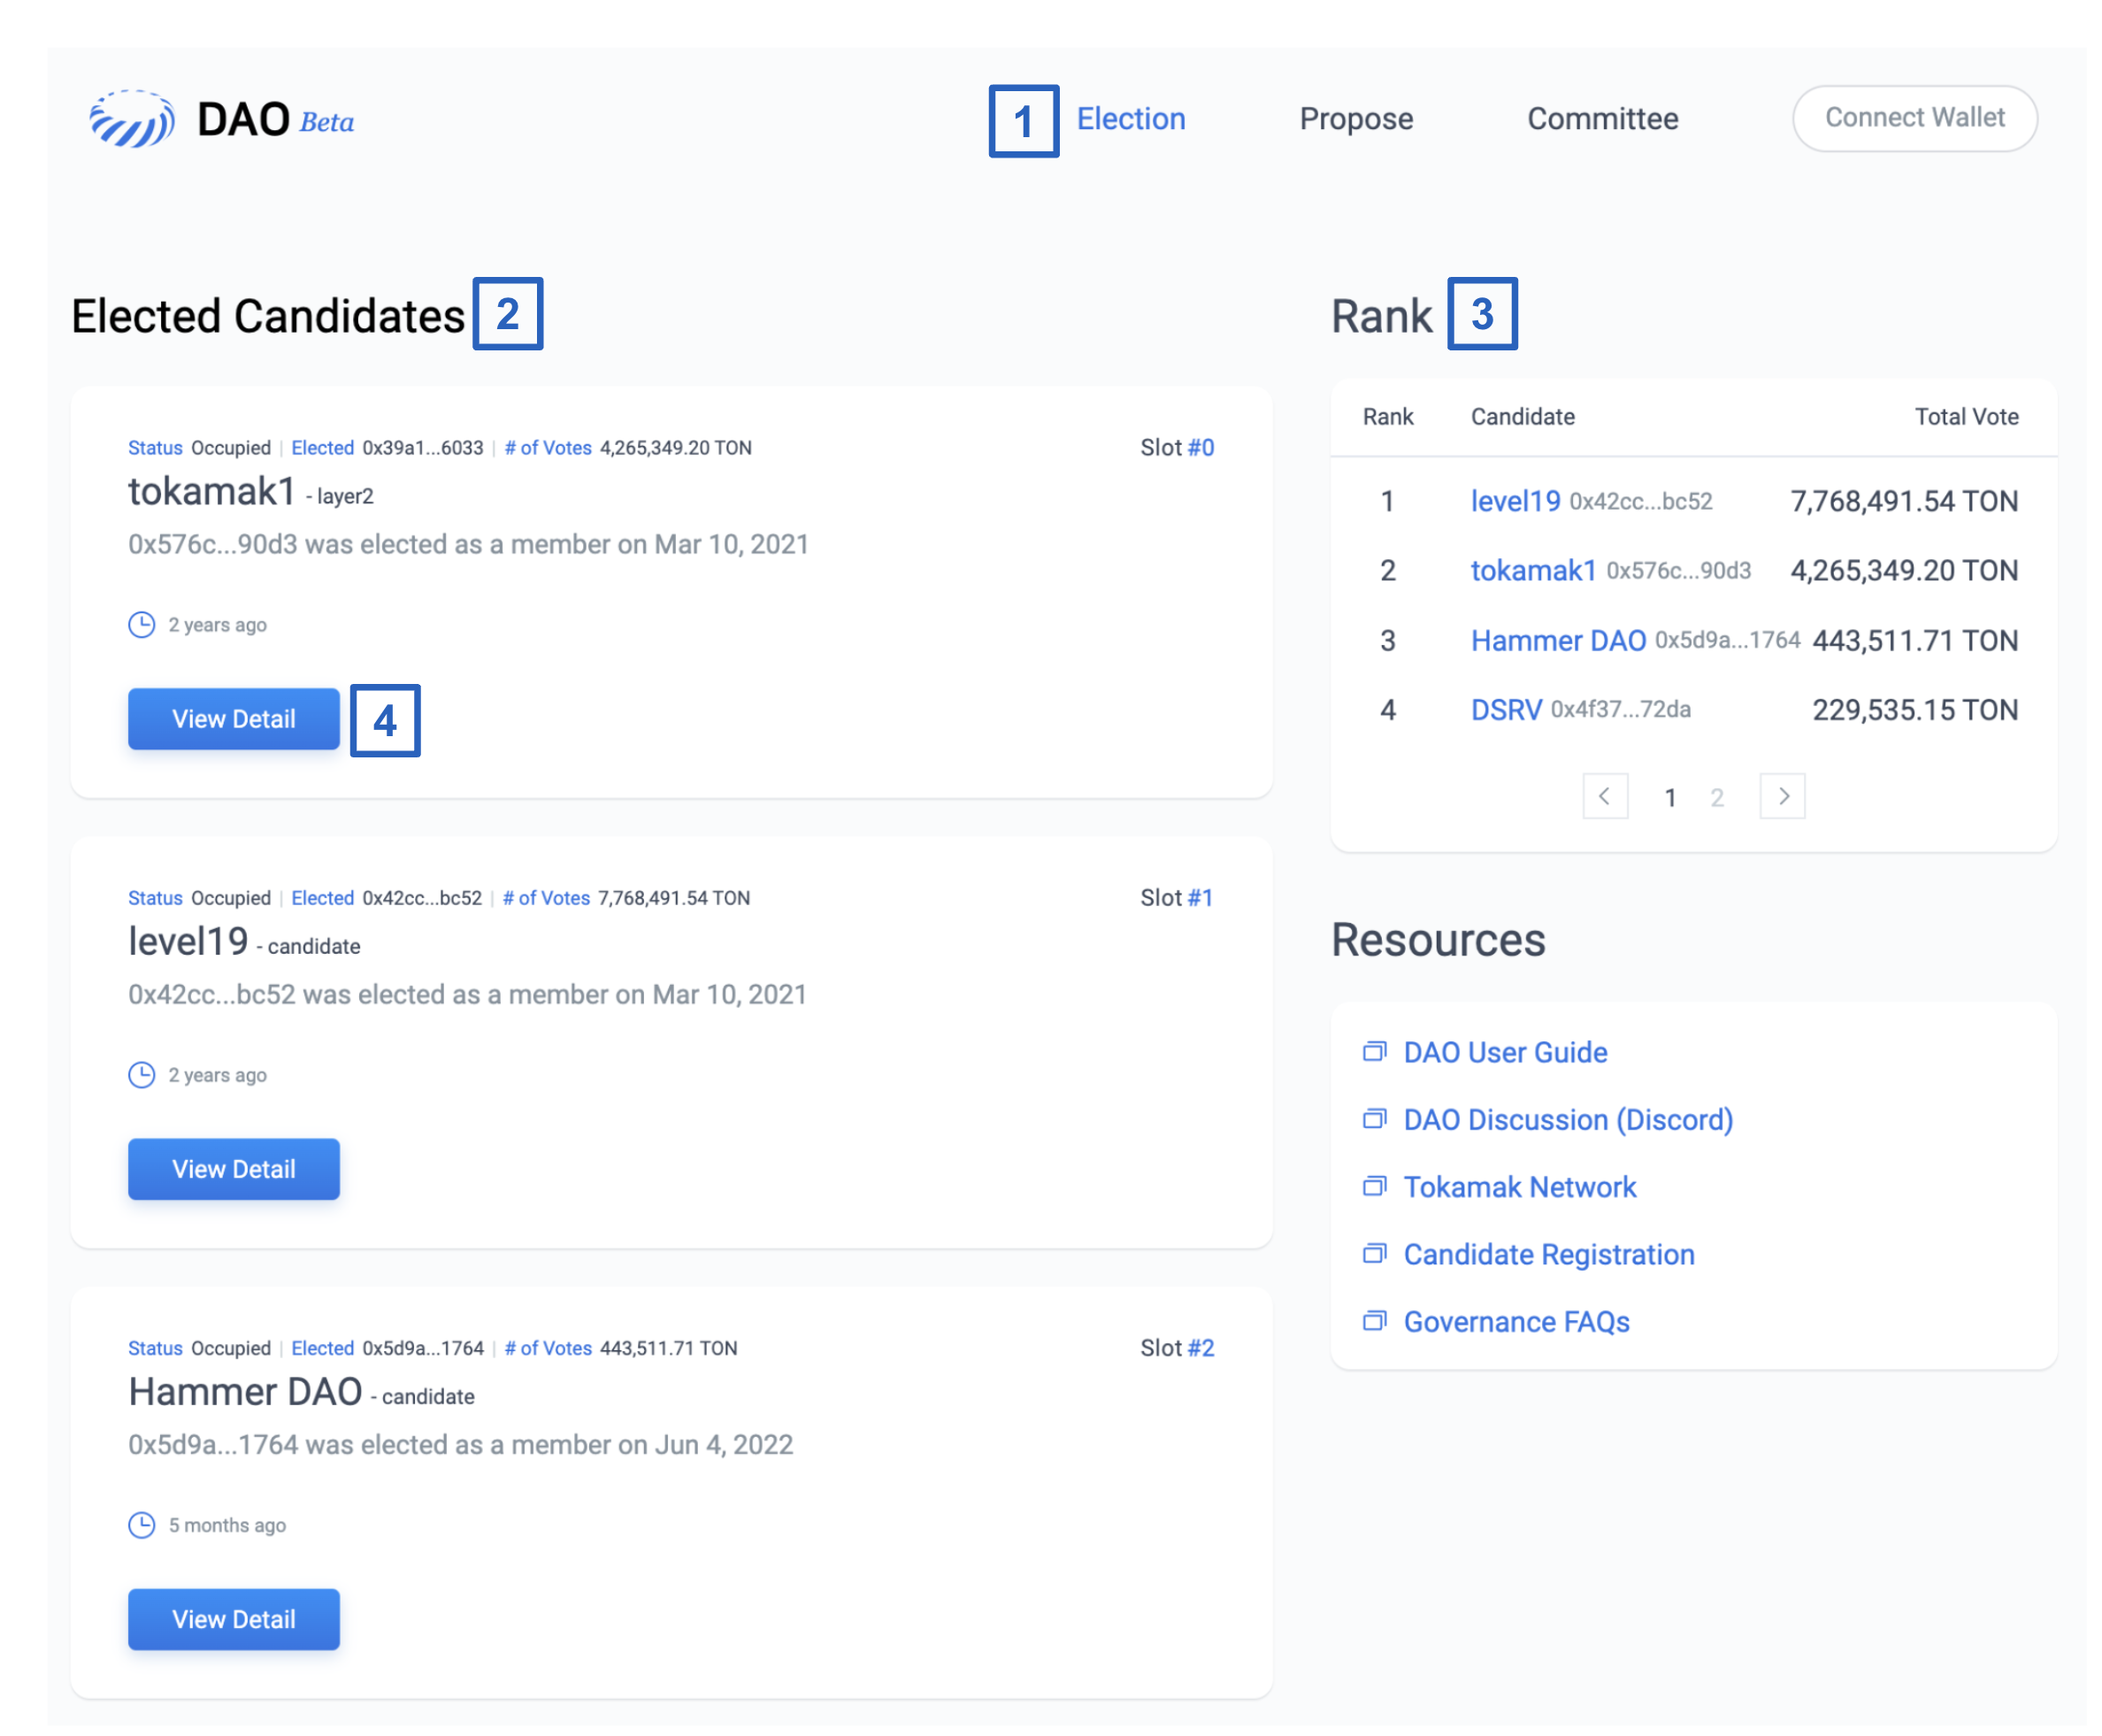 DAO Beta
1 Election Propose Committee Connect Wallet
Elected Candidates 2
Status Occupied | Elected 0x39a1...6033 | # of Votes 4,265,349.20 TON Slot #0
tokamak1 - layer2
0x576c...90d3 was elected as a member on Mar 10, 2021
2 years ago
View Detail 4
Status Occupied | Elected 0x42cc...bc52 | # of Votes 7,768,491.54 TON Slot #1
level19 - candidate
0x42cc...bc52 was elected as a member on Mar 10, 2021
2 years ago
View Detail
Status Occupied | Elected 0x5d9a...1764 | # of Votes 443,511.71 TON Slot #2
Hammer DAO - candidate
0x5d9a...1764 was elected as a member on Jun 4, 2022
5 months ago
View Detail
Rank 3
Rank Candidate Total Vote
1 level19 0x42cc...bc52 7,768,491.54 TON
2 tokamak1 0x576c...90d3 4,265,349.20 TON
3 Hammer DAO 0x5d9a...1764 443,511.71 TON
4 DSRV 0x4f37...72da 229,535.15 TON
< 1 2 >
Resources
DAO User Guide
DAO Discussion (Discord)
Tokamak Network
Candidate Registration
Governance FAQs